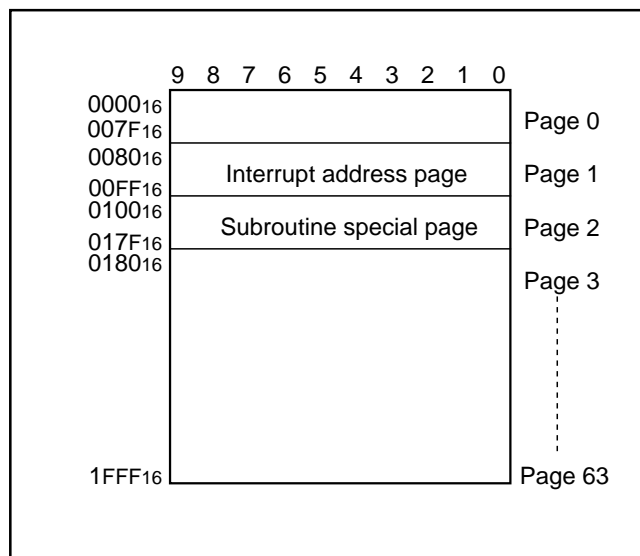 9 8 7 6 5 4 3 2 1 0
0000₁₆
007F₁₆
Page 0
0080₁₆
Interrupt address page
Page 1
00FF₁₆
0100₁₆
Subroutine special page
Page 2
017F₁₆
0180₁₆
Page 3
1FFF₁₆
Page 63